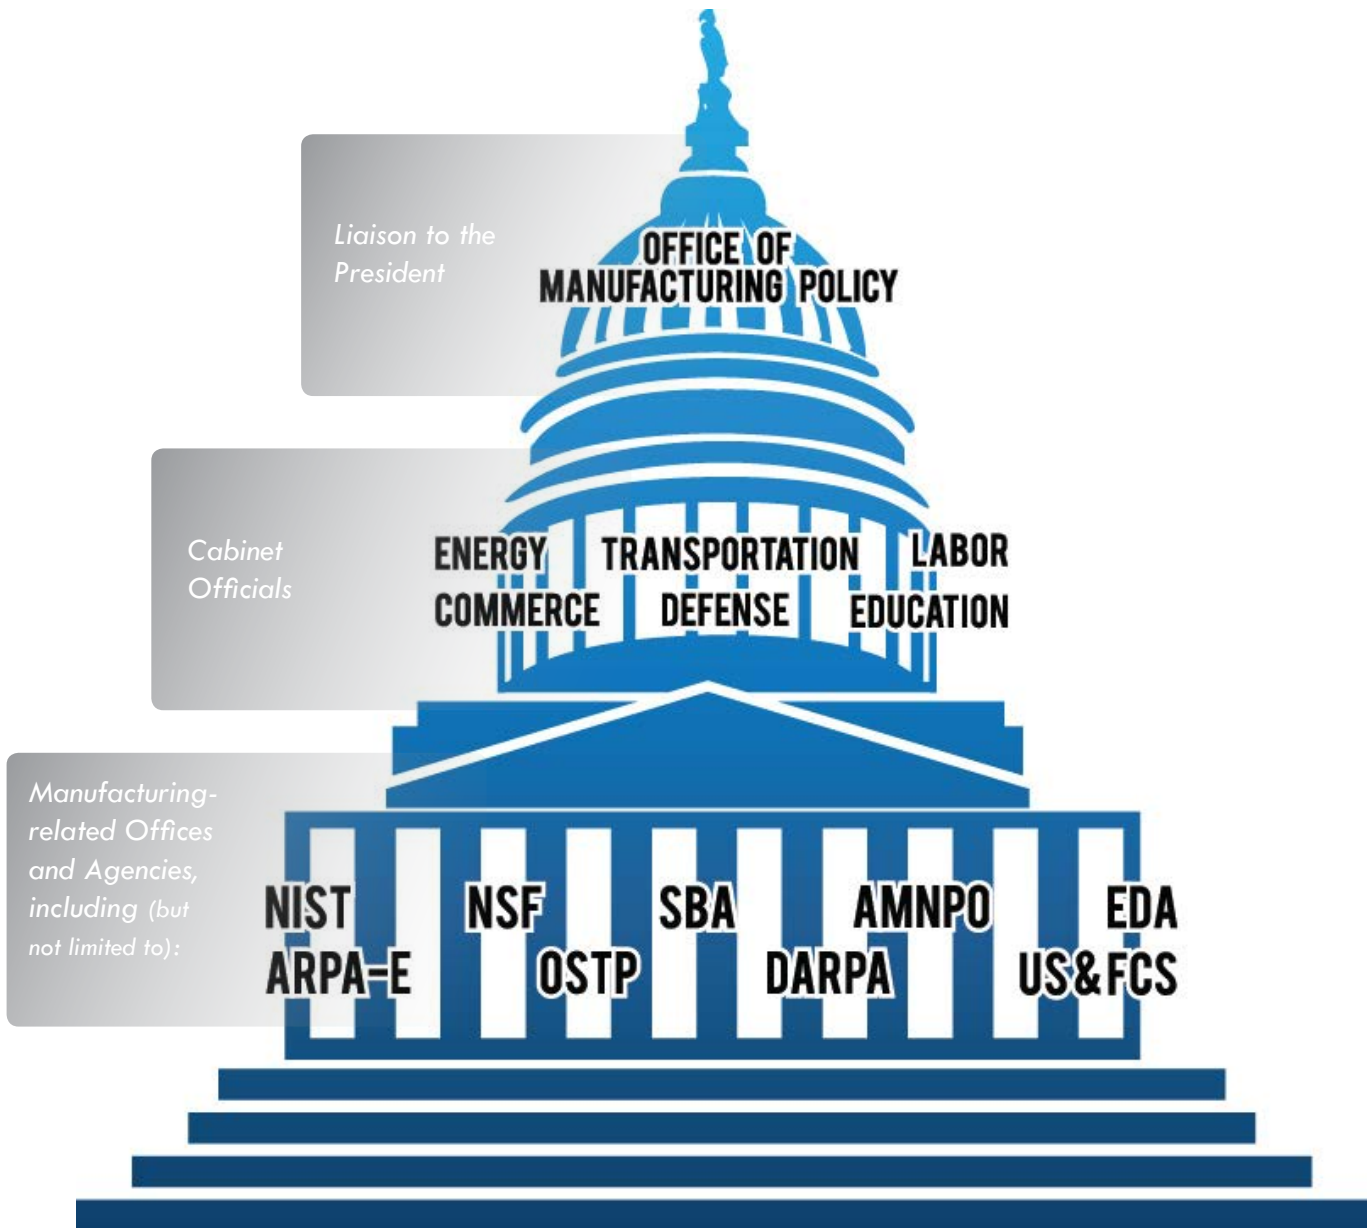 Liaison to the
President
OFFICE OF
MANUFACTURING POLICY
Cabinet
Officials
ENERGY TRANSPORTATION LABOR
COMMERCE DEFENSE EDUCATION
Manufacturing-
related Offices
and Agencies,
including (but
not limited to):
NIST NSF SBA AMNPO EDA
ARPA-E OSTP DARPA US&FCS